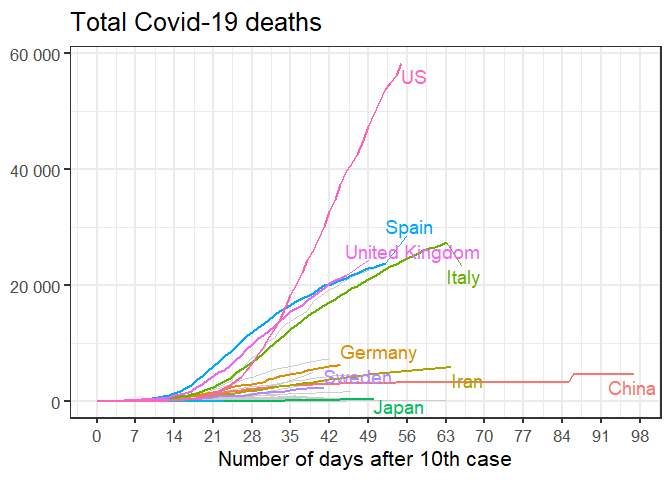 Total Covid-19 deaths
60 000
US
40 000
Spain
United Kingdom
Italy
20 000
Germany
Sweden
Iran
China
0
Japan
0 7 14 21 28 35 42 49 56 63 70 77 84 91 98
Number of days after 10th case